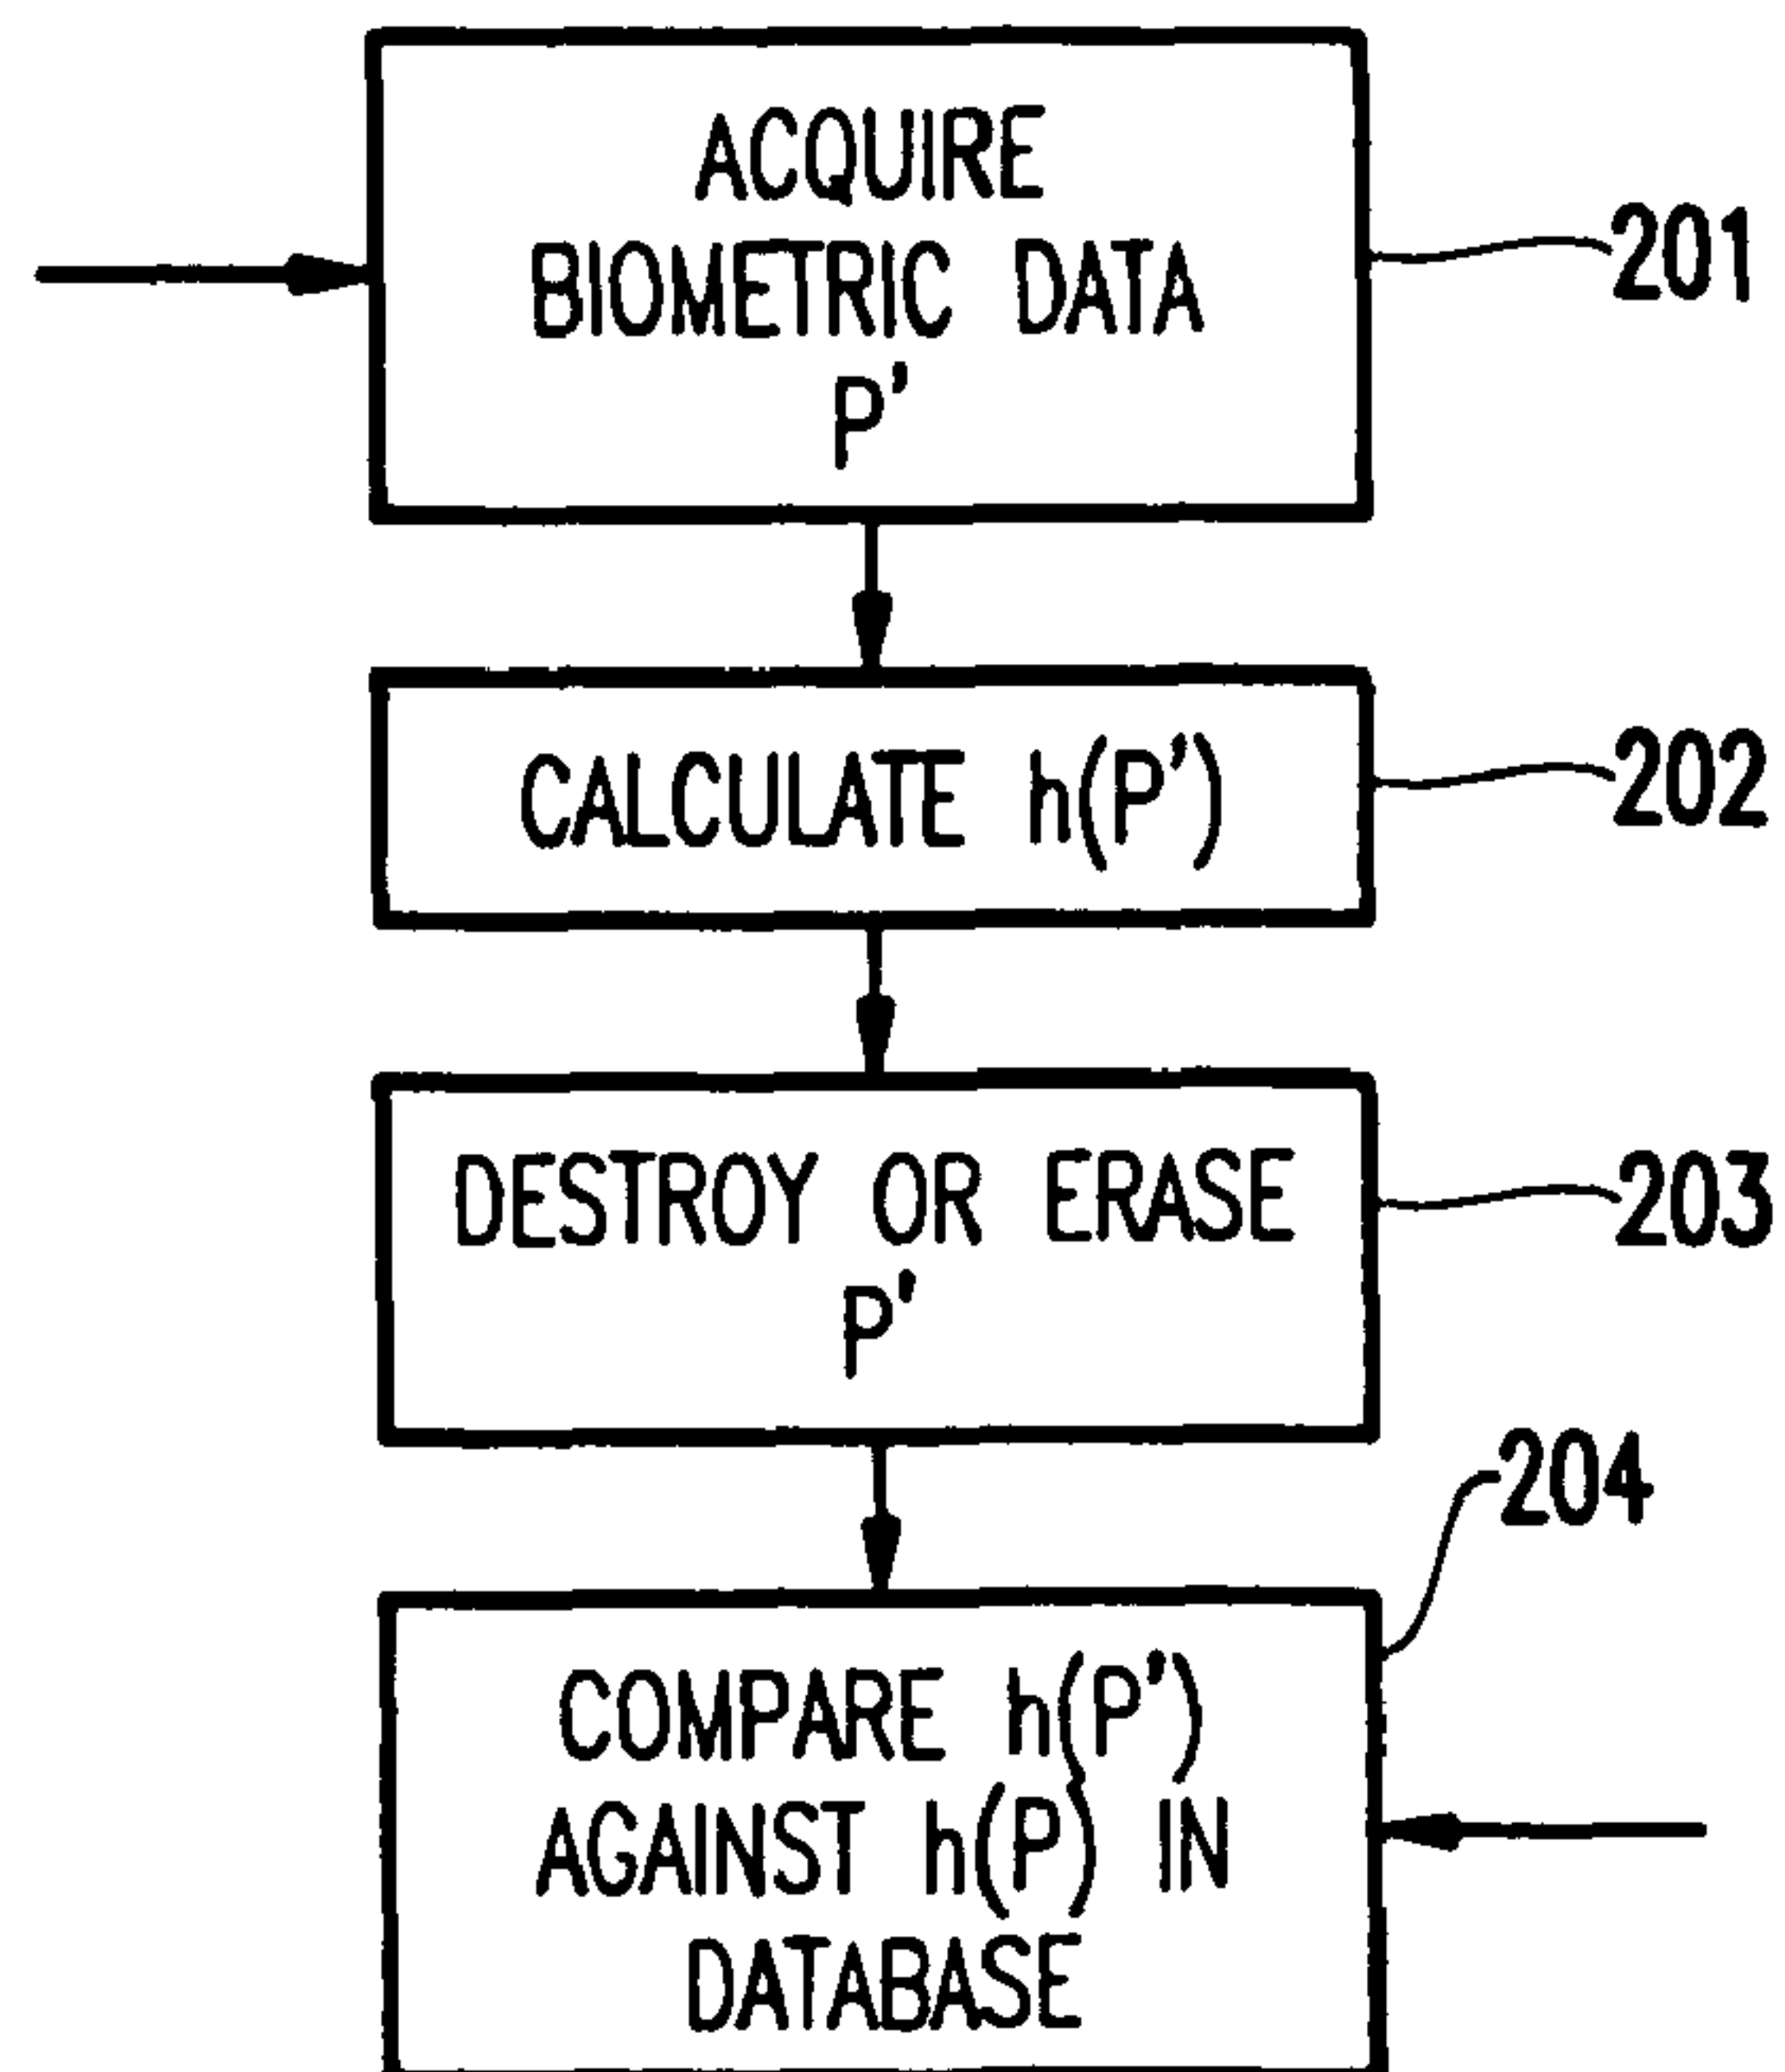 ACQUIRE
BIOMETRIC DATA
P'
201
CALCULATE h(P')
202
DESTROY OR ERASE
P'
203
204
COMPARE h(P')
AGAINST h(P) IN
DATABASE